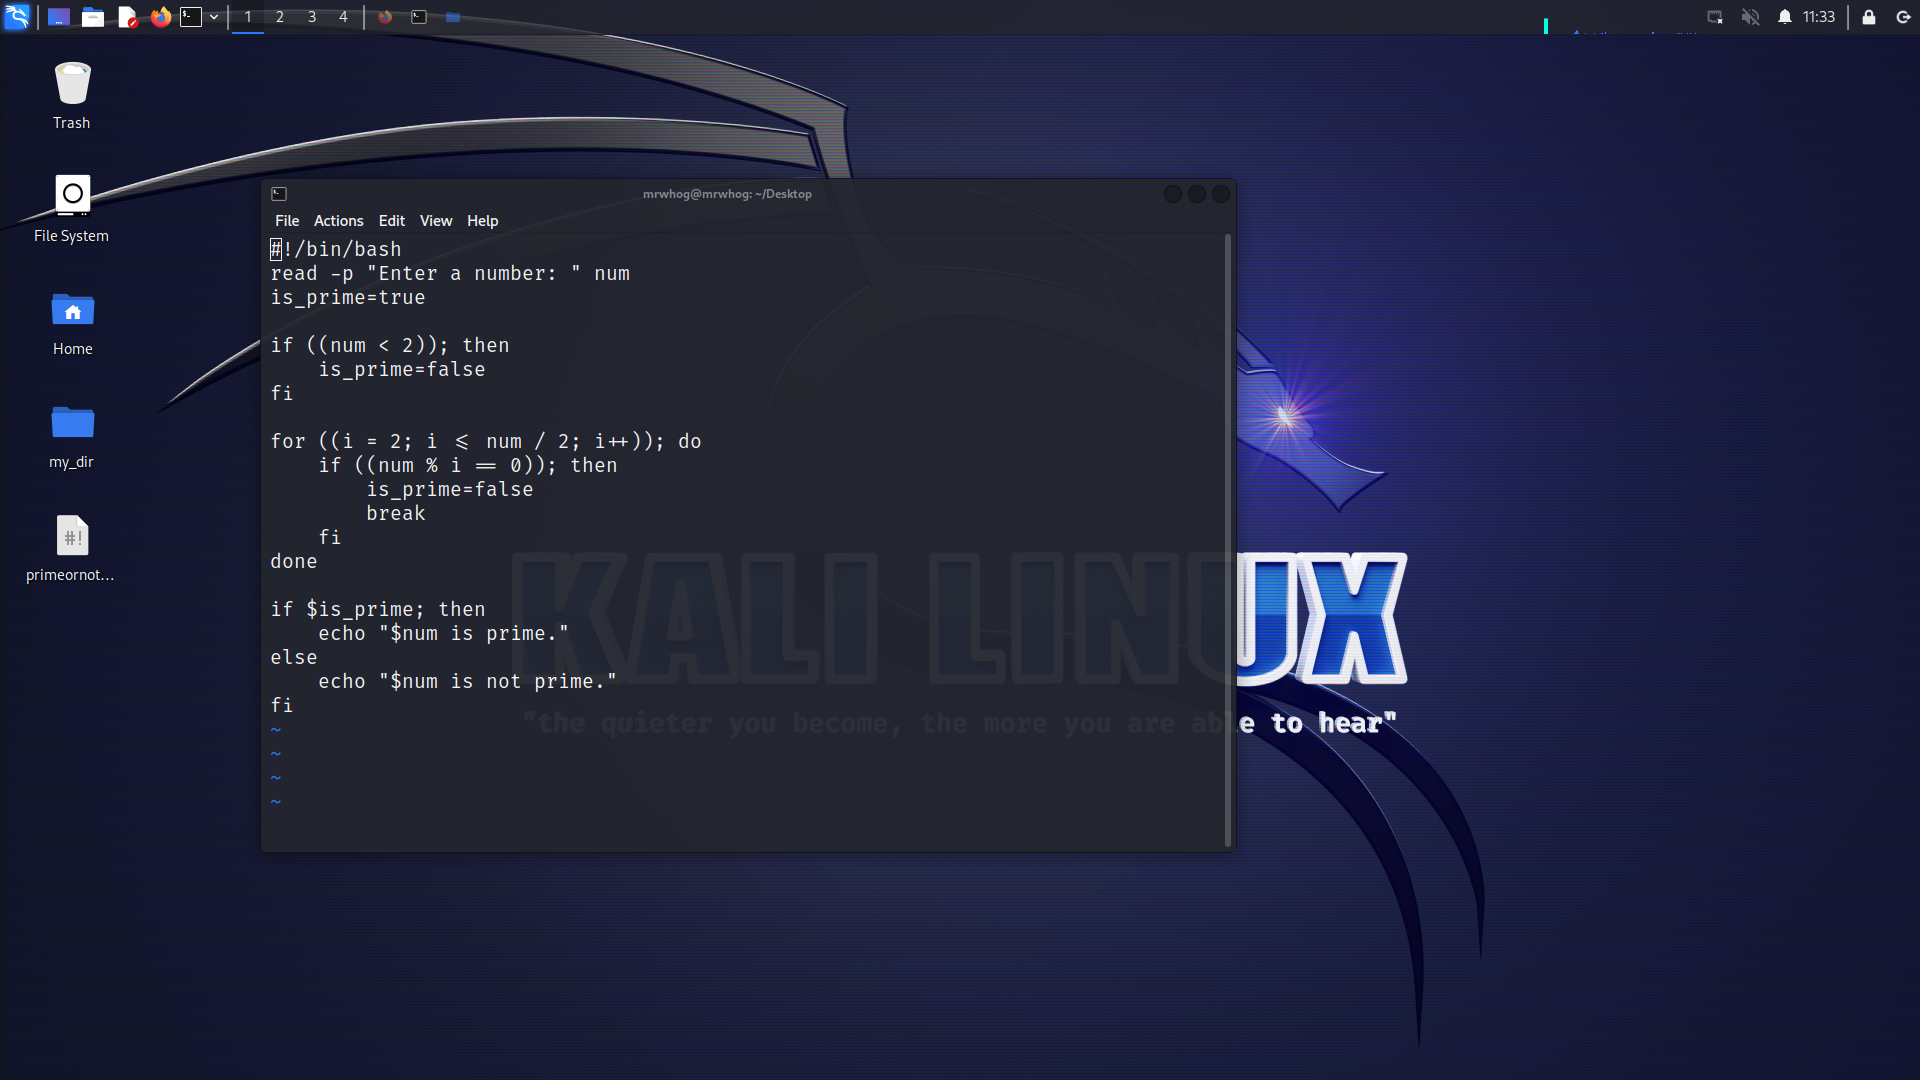 1 2 3 4 11:33
Trash
File System
Home
my_dir
#!
primeornot...
mrwhog@mrwhog: ~/Desktop
File Actions Edit View Help
#!/bin/bash
read -p "Enter a number: " num
is_prime=true
if ((num < 2)); then
    is_prime=false
fi
for ((i = 2; i <= num / 2; i++)); do
    if ((num % i == 0)); then
        is_prime=false
        break
    fi
done
if $is_prime; then
    echo "$num is prime."
else
    echo "$num is not prime."
fi
~
~
~
~
KALI LINUX
"the quieter you become, the more you are able to hear"